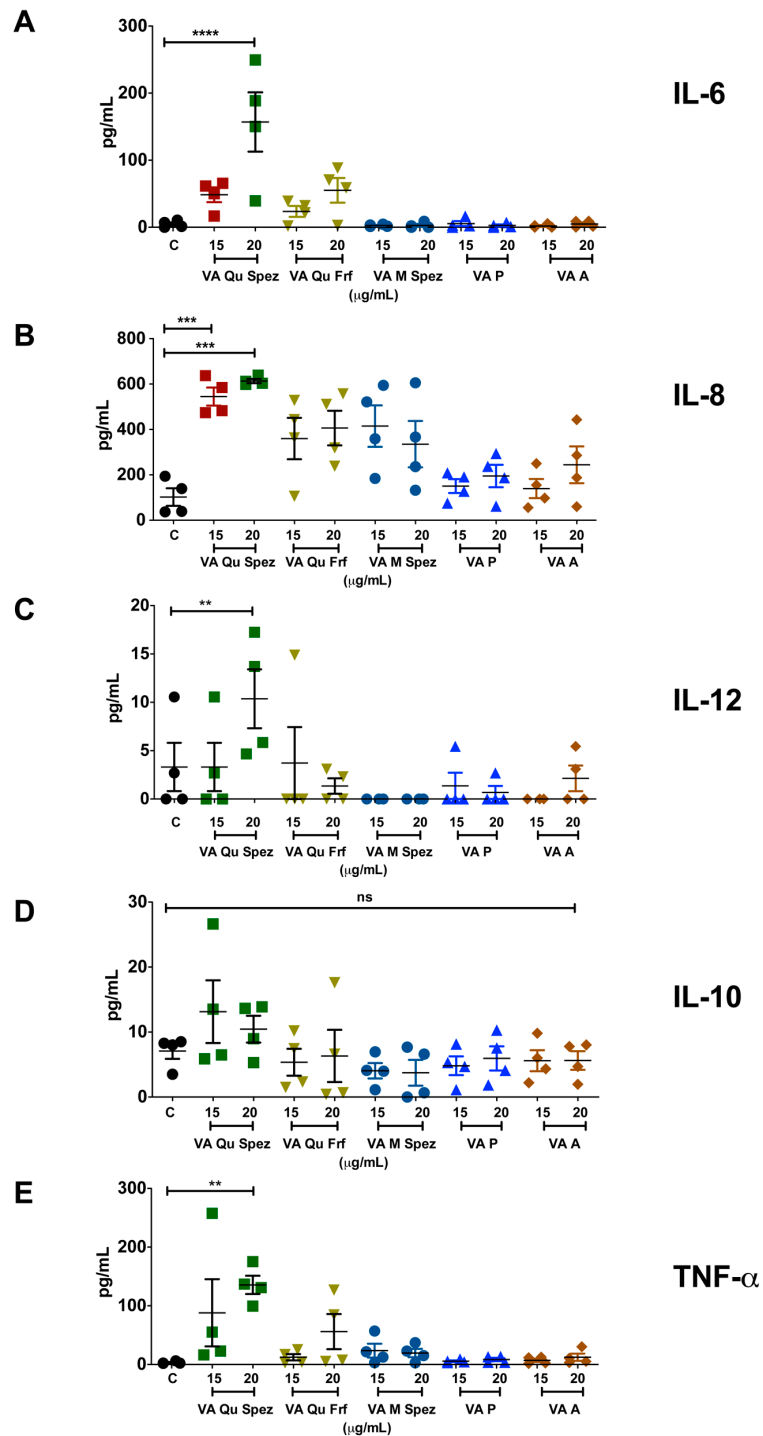 A
IL-6
****
pg/mL
300
200
100
0
C 15 20 15 20 15 20 15 20 15 20
VA Qu Spez VA Qu Frf VA M Spez VA P VA A
(µg/mL)
B
IL-8
***
***
pg/mL
800
600
400
200
0
C 15 20 15 20 15 20 15 20 15 20
VA Qu Spez VA Qu Frf VA M Spez VA P VA A
(µg/mL)
C
IL-12
**
pg/mL
20
15
10
5
0
C 15 20 15 20 15 20 15 20 15 20
VA Qu Spez VA Qu Frf VA M Spez VA P VA A
(µg/mL)
D
IL-10
ns
pg/mL
30
20
10
0
C 15 20 15 20 15 20 15 20 15 20
VA Qu Spez VA Qu Frf VA M Spez VA P VA A
(µg/mL)
E
TNF-α
**
pg/mL
300
200
100
0
C 15 20 15 20 15 20 15 20 15 20
VA Qu Spez VA Qu Frf VA M Spez VA P VA A
(µg/mL)